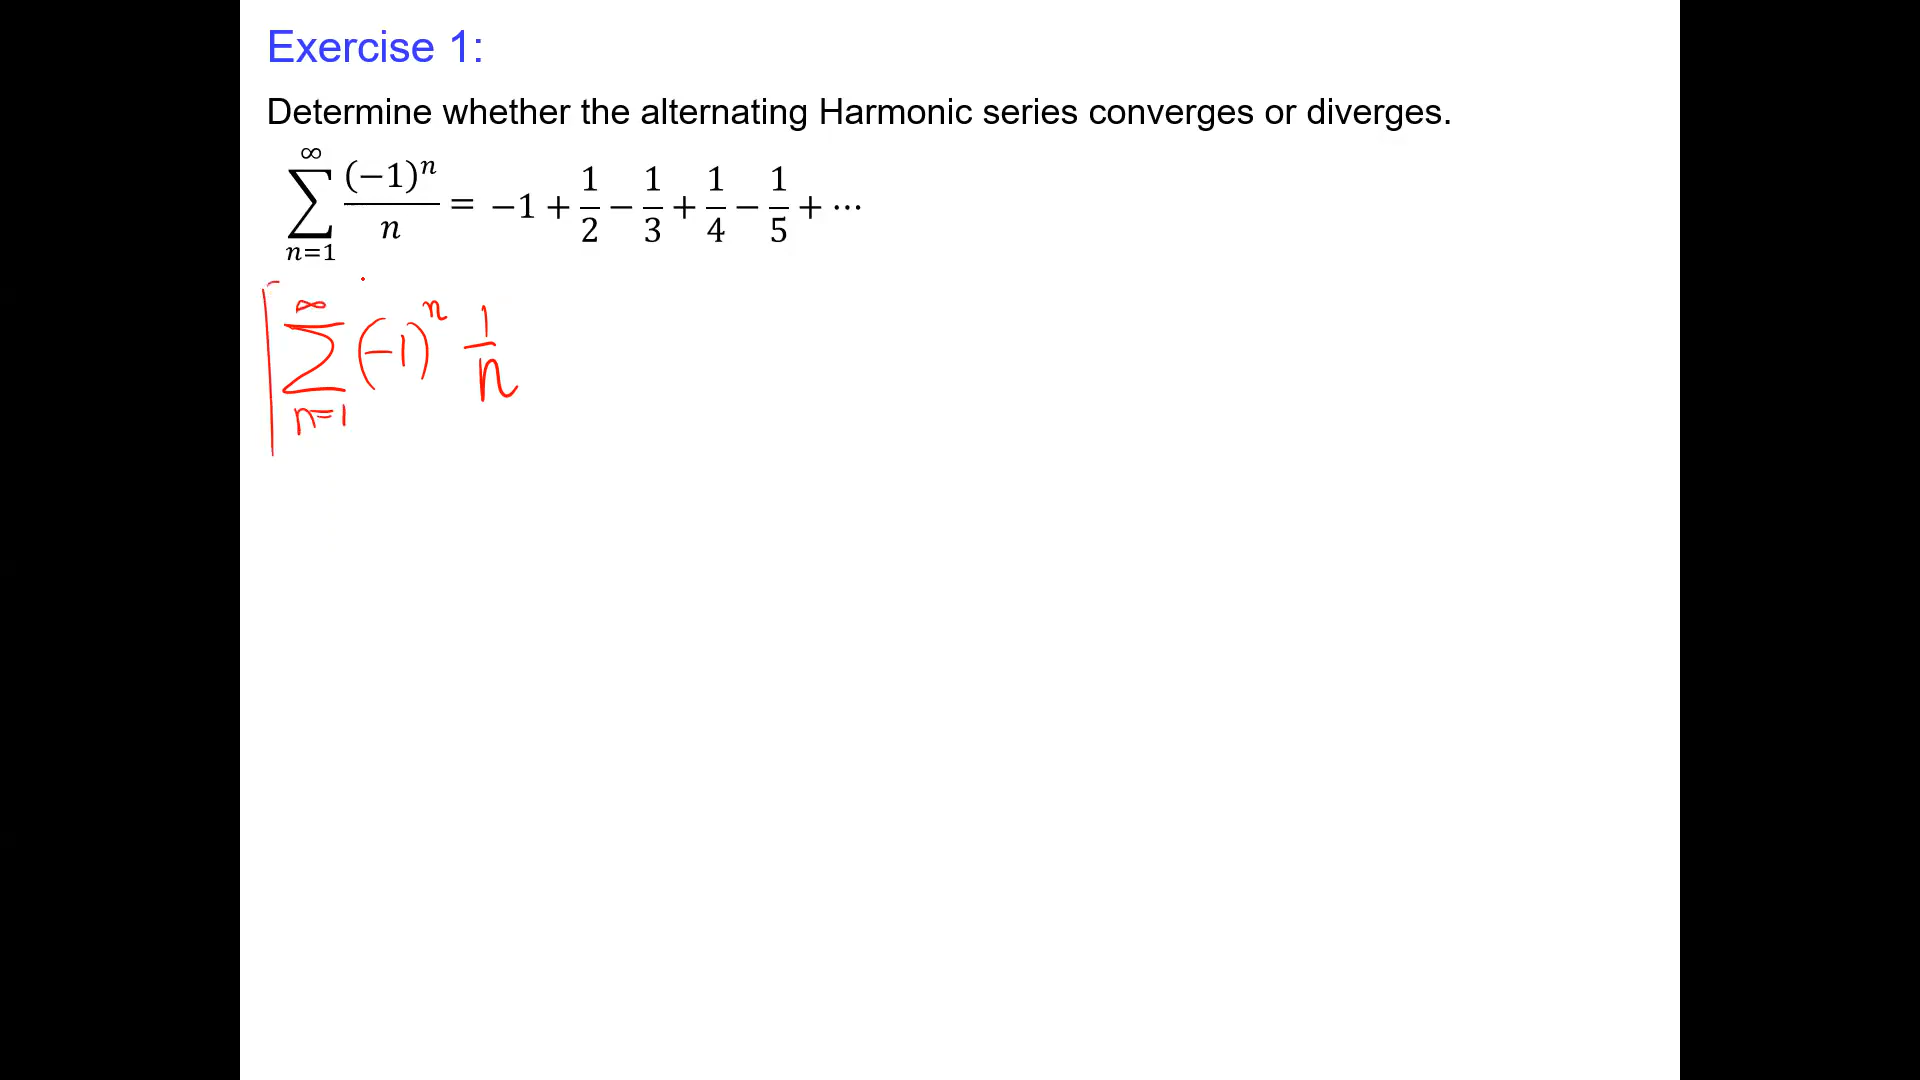 Exercise 1:
Determine whether the alternating Harmonic series converges or diverges.
∑_{n=1}^{∞} (−1)^n / n = −1 + 1/2 − 1/3 + 1/4 − 1/5 + ⋯
∑_{n=1}^{∞} (−1)^n 1/n